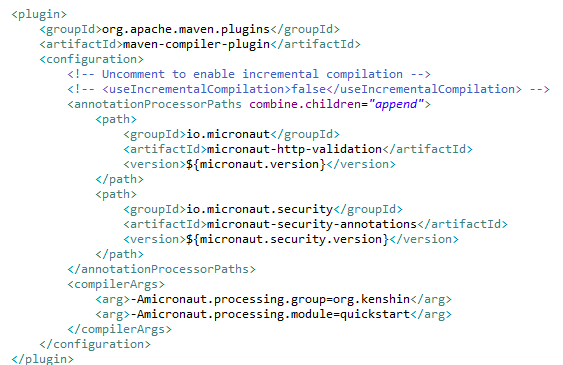 <plugin>
    <groupId>org.apache.maven.plugins</groupId>
    <artifactId>maven-compiler-plugin</artifactId>
    <configuration>
        <!-- Uncomment to enable incremental compilation -->
        <!-- <useIncrementalCompilation>false</useIncrementalCompilation> -->
        <annotationProcessorPaths combine.children="append">
            <path>
                <groupId>io.micronaut</groupId>
                <artifactId>micronaut-http-validation</artifactId>
                <version>${micronaut.version}</version>
            </path>
            <path>
                <groupId>io.micronaut.security</groupId>
                <artifactId>micronaut-security-annotations</artifactId>
                <version>${micronaut.security.version}</version>
            </path>
        </annotationProcessorPaths>
        <compilerArgs>
            <arg>-Amicronaut.processing.group=org.kenshin</arg>
            <arg>-Amicronaut.processing.module=quickstart</arg>
        </compilerArgs>
    </configuration>
</plugin>